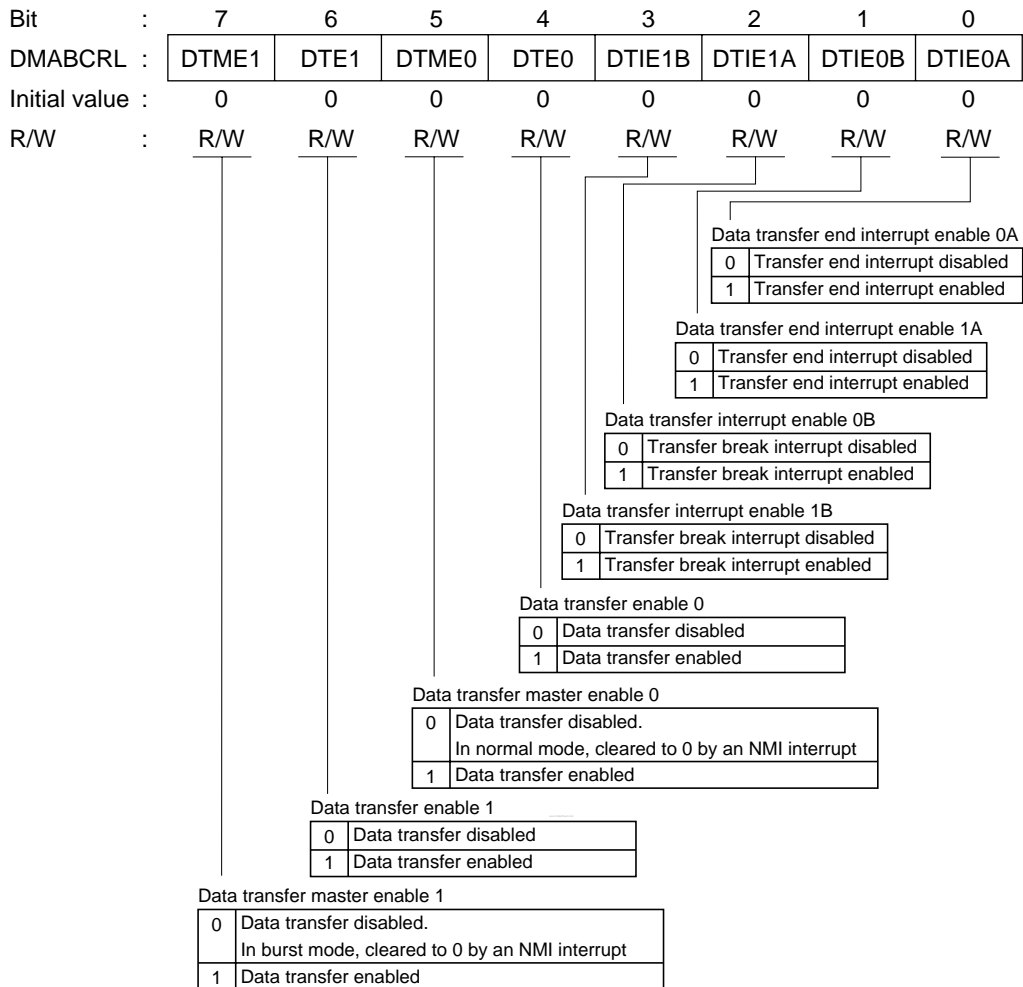 Bit : 7 6 5 4 3 2 1 0
DMABCRL : DTME1 DTE1 DTME0 DTE0 DTIE1B DTIE1A DTIE0B DTIE0A
Initial value : 0 0 0 0 0 0 0 0
R/W : R/W R/W R/W R/W R/W R/W R/W R/W
Data transfer end interrupt enable 0A
0 Transfer end interrupt disabled
1 Transfer end interrupt enabled
Data transfer end interrupt enable 1A
0 Transfer end interrupt disabled
1 Transfer end interrupt enabled
Data transfer interrupt enable 0B
0 Transfer break interrupt disabled
1 Transfer break interrupt enabled
Data transfer interrupt enable 1B
0 Transfer break interrupt disabled
1 Transfer break interrupt enabled
Data transfer enable 0
0 Data transfer disabled
1 Data transfer enabled
Data transfer master enable 0
0 Data transfer disabled.
In normal mode, cleared to 0 by an NMI interrupt
1 Data transfer enabled
Data transfer enable 1
0 Data transfer disabled
1 Data transfer enabled
Data transfer master enable 1
0 Data transfer disabled.
In burst mode, cleared to 0 by an NMI interrupt
1 Data transfer enabled